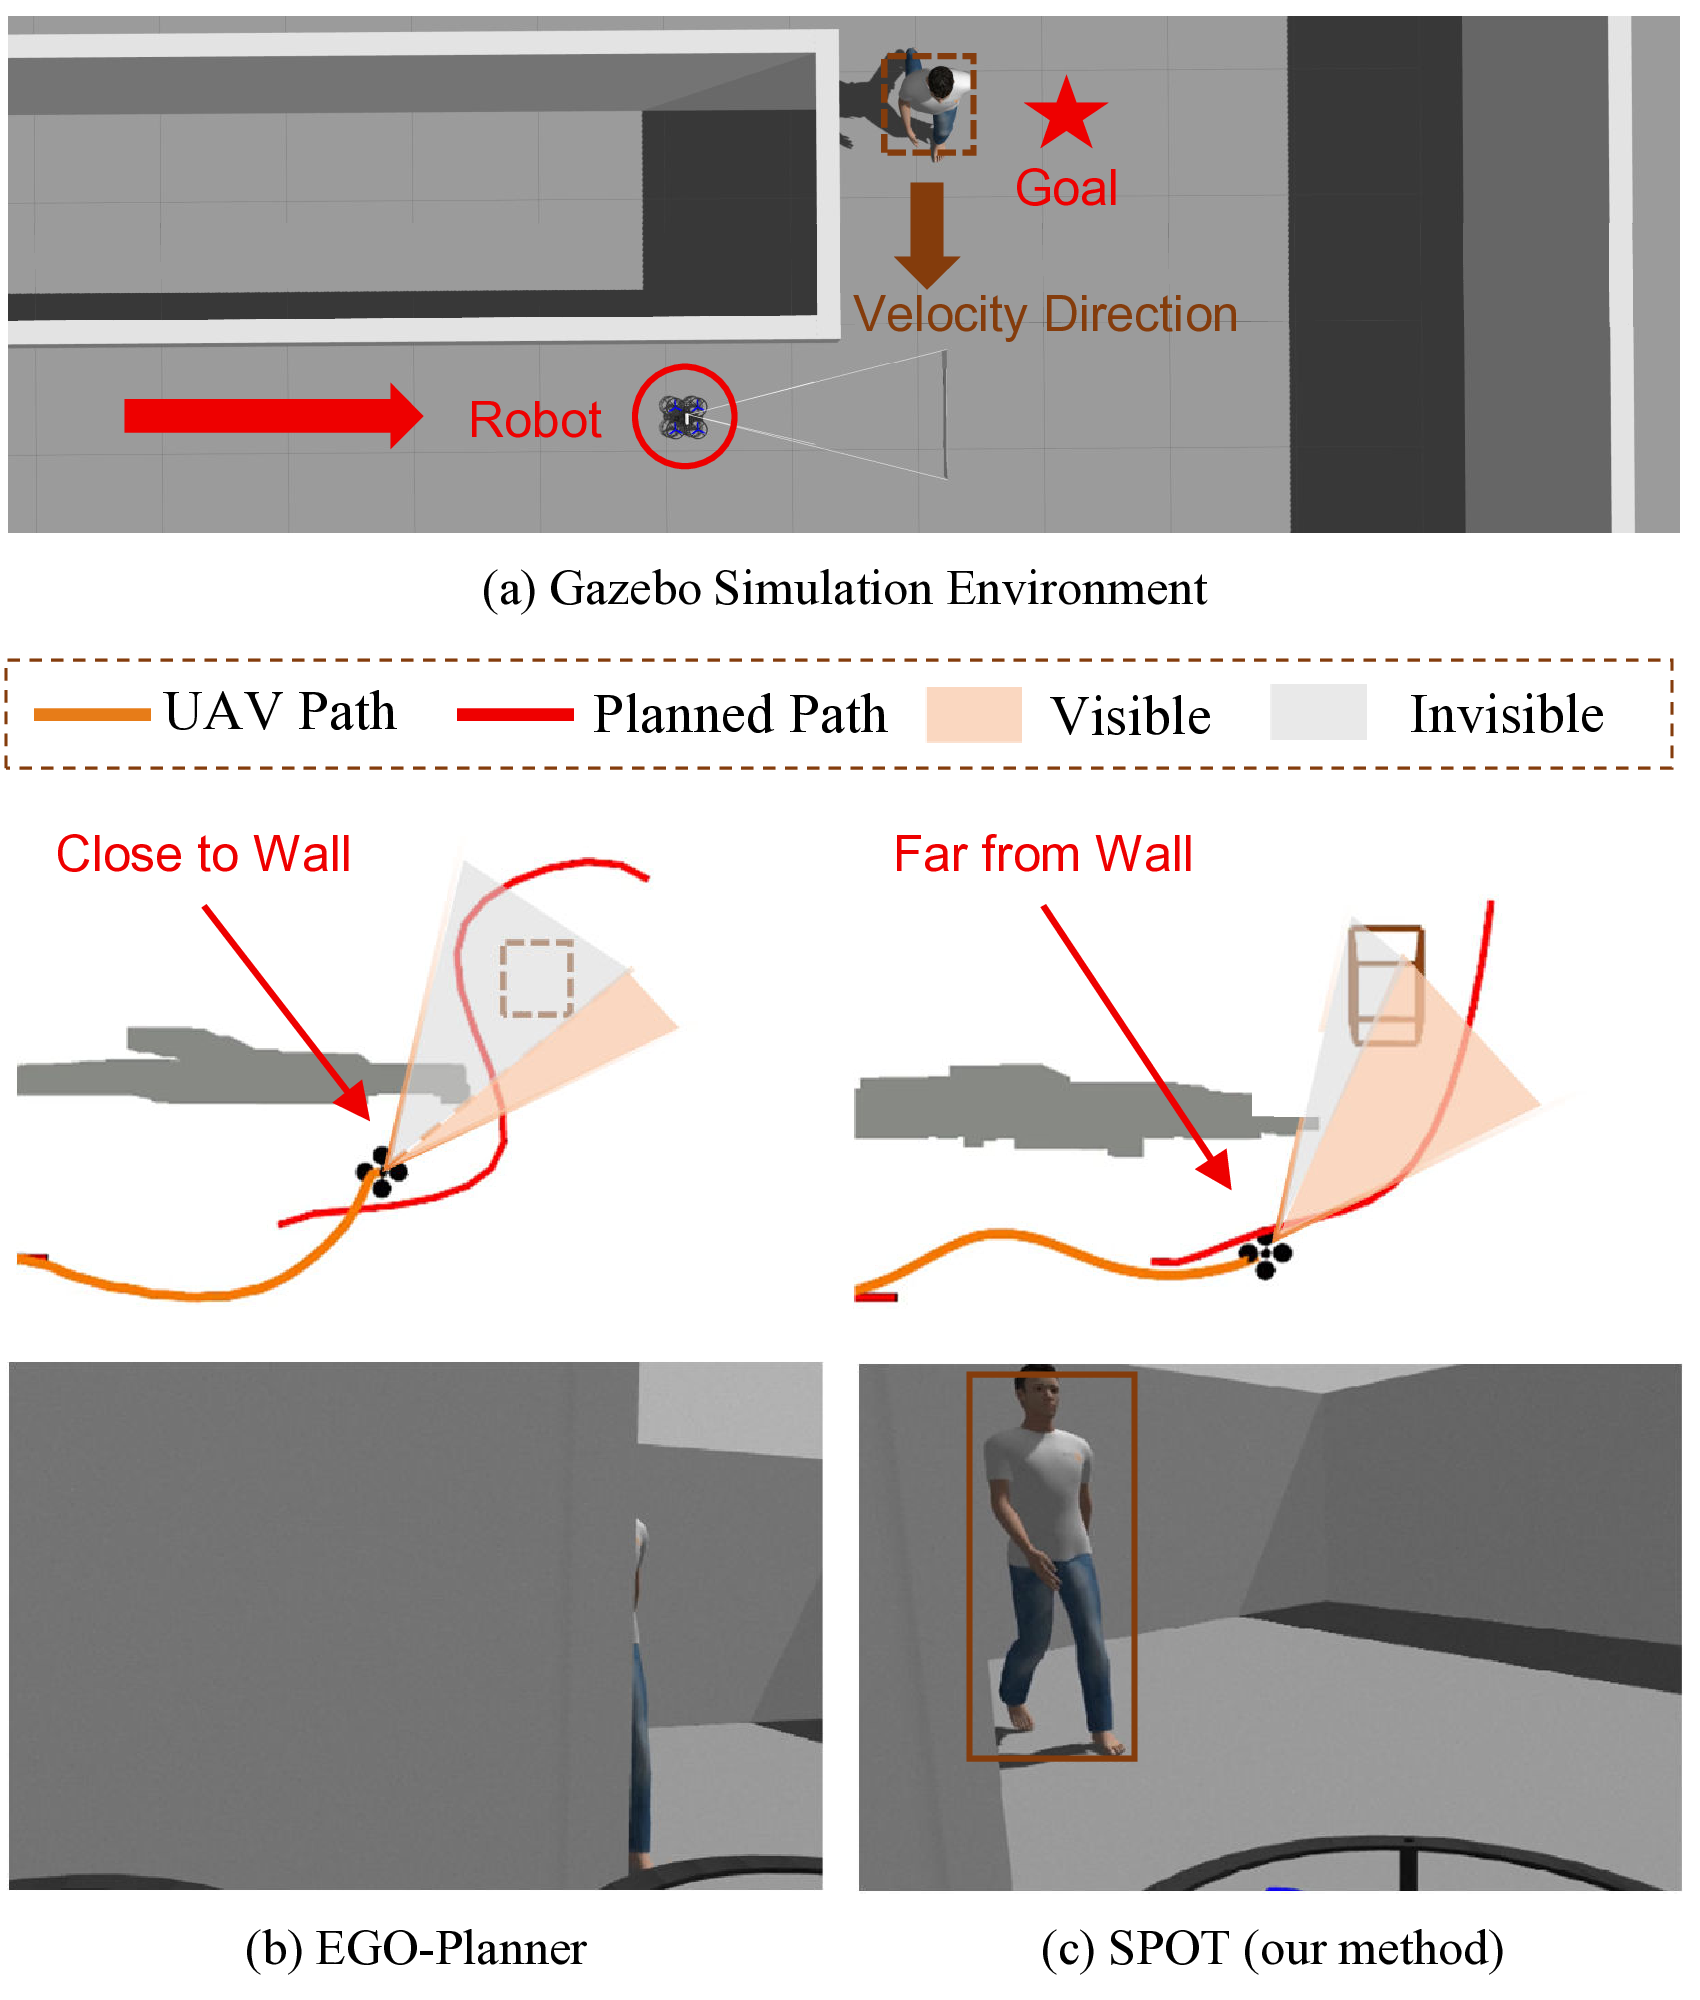 Goal
Velocity Direction
Robot
(a) Gazebo Simulation Environment
UAV Path
Planned Path
Visible
Invisible
Close to Wall
Far from Wall
(b) EGO-Planner
(c) SPOT (our method)